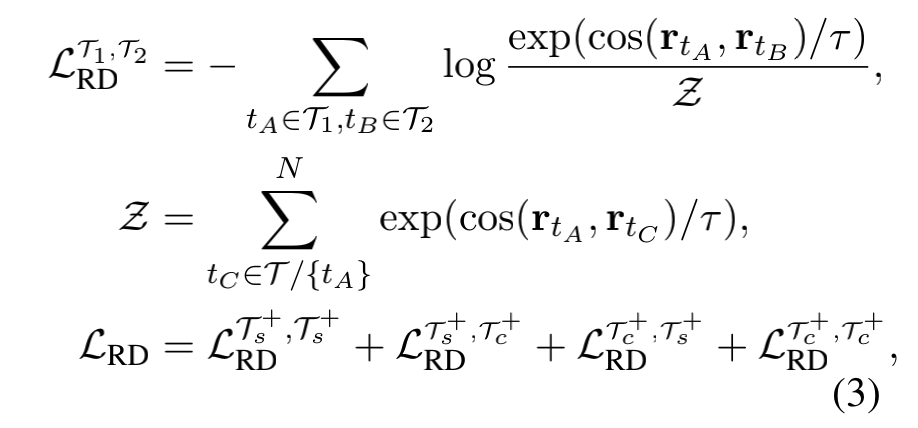 \mathcal{L}_{\text{RD}}^{\mathcal{T}_1,\mathcal{T}_2} = - \sum_{t_A \in \mathcal{T}_1, t_B \in \mathcal{T}_2} \log \frac{\exp(\cos(\mathbf{r}_{t_A}, \mathbf{r}_{t_B})/\tau)}{\mathcal{Z}},
\mathcal{Z} = \sum_{t_C \in \mathcal{T}/\{t_A\}}^{N} \exp(\cos(\mathbf{r}_{t_A}, \mathbf{r}_{t_C})/\tau),
\mathcal{L}_{\text{RD}} = \mathcal{L}_{\text{RD}}^{\mathcal{T}_s^+,\mathcal{T}_s^+} + \mathcal{L}_{\text{RD}}^{\mathcal{T}_s^+,\mathcal{T}_c^+} + \mathcal{L}_{\text{RD}}^{\mathcal{T}_c^+,\mathcal{T}_s^+} + \mathcal{L}_{\text{RD}}^{\mathcal{T}_c^+,\mathcal{T}_c^+},
(3)